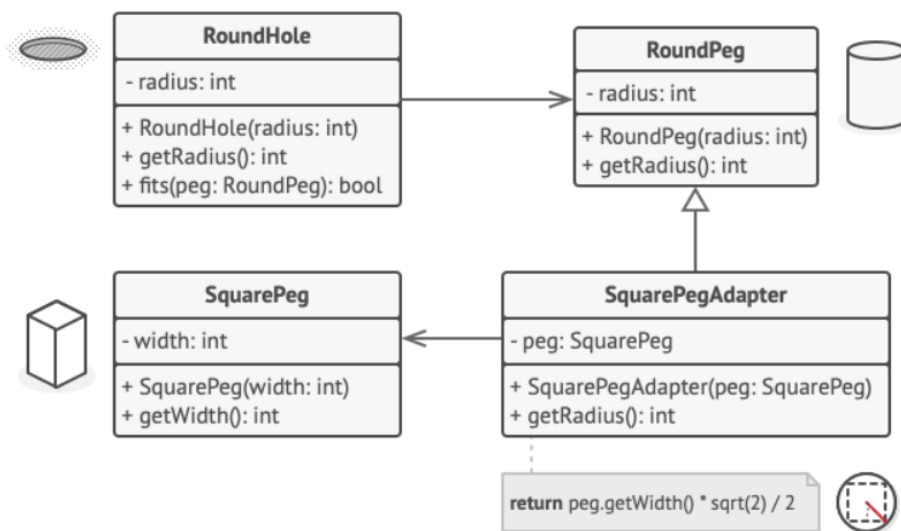 RoundHole
- radius: int
+ RoundHole(radius: int)
+ getRadius(): int
+ fits(peg: RoundPeg): bool
RoundPeg
- radius: int
+ RoundPeg(radius: int)
+ getRadius(): int
SquarePeg
- width: int
+ SquarePeg(width: int)
+ getWidth(): int
SquarePegAdapter
- peg: SquarePeg
+ SquarePegAdapter(peg: SquarePeg)
+ getRadius(): int
return peg.getWidth() * sqrt(2) / 2